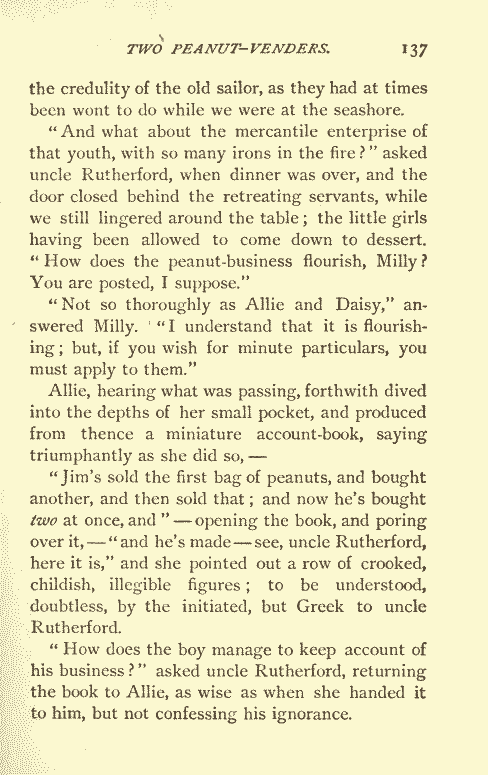 TWO PEANUT-VENDERS. 137
the credulity of the old sailor, as they had at times
been wont to do while we were at the seashore.
"And what about the mercantile enterprise of
that youth, with so many irons in the fire?" asked
uncle Rutherford, when dinner was over, and the
door closed behind the retreating servants, while
we still lingered around the table; the little girls
having been allowed to come down to dessert.
"How does the peanut-business flourish, Milly?
You are posted, I suppose."
"Not so thoroughly as Allie and Daisy," an-
swered Milly. "I understand that it is flourish-
ing; but, if you wish for minute particulars, you
must apply to them."
Allie, hearing what was passing, forthwith dived
into the depths of her small pocket, and produced
from thence a miniature account-book, saying
triumphantly as she did so, —
"Jim's sold the first bag of peanuts, and bought
another, and then sold that; and now he's bought
two at once, and" — opening the book, and poring
over it, — "and he's made — see, uncle Rutherford,
here it is," and she pointed out a row of crooked,
childish, illegible figures; to be understood,
doubtless, by the initiated, but Greek to uncle
Rutherford.
"How does the boy manage to keep account of
his business?" asked uncle Rutherford, returning
the book to Allie, as wise as when she handed it
to him, but not confessing his ignorance.